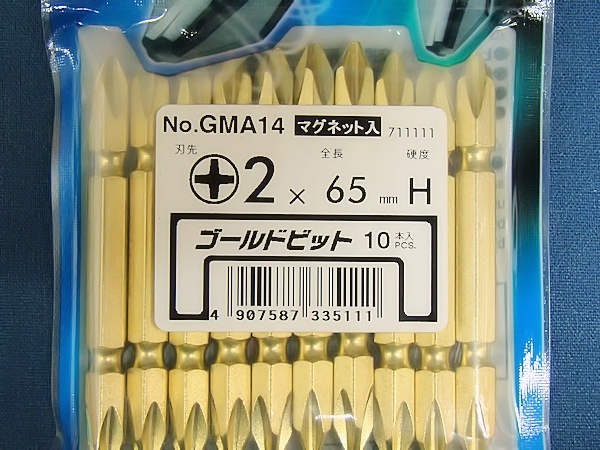 No.GMA14 マグネット入 711111
刃先 全長 硬度
2 × 65 mm H
ゴールドビット 10 本入 PCS.
4 907587 335111